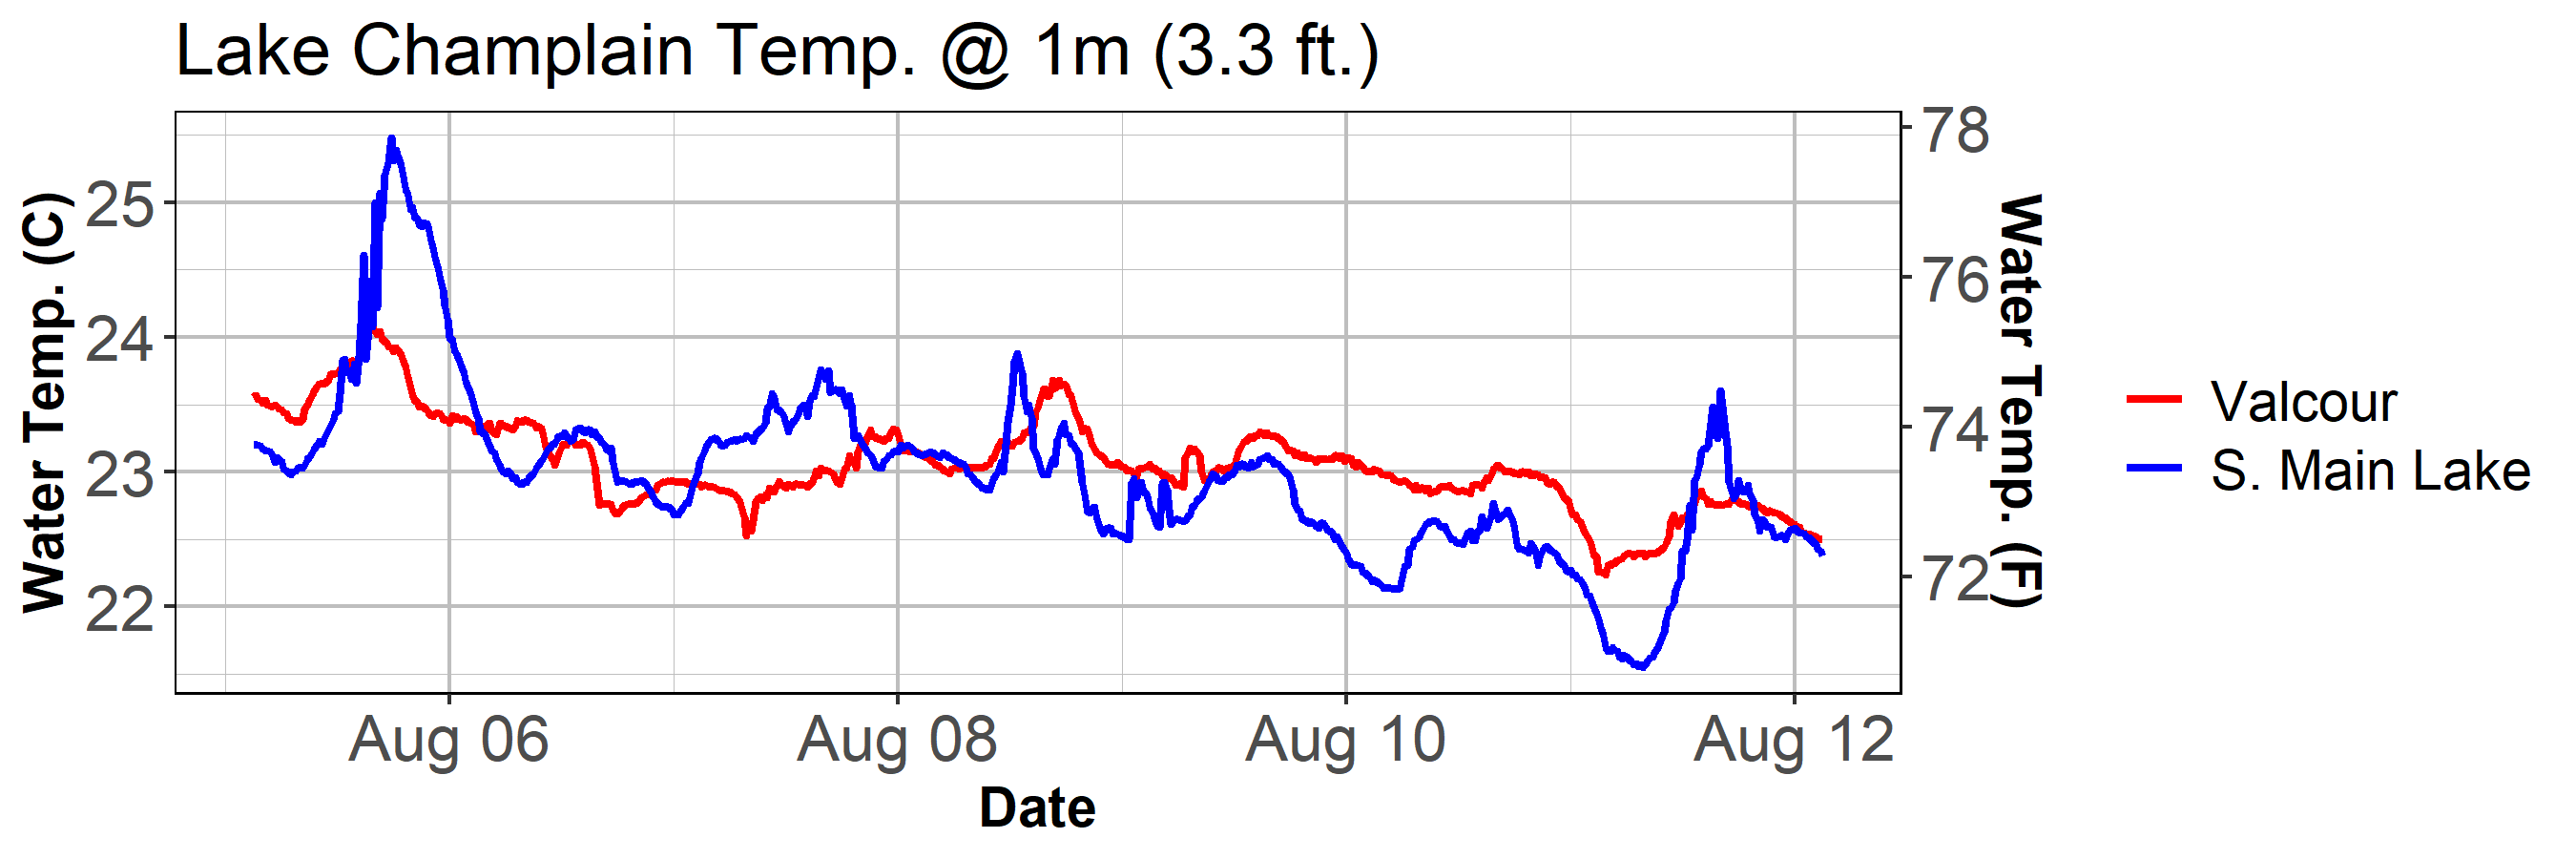 Lake Champlain Temp. @ 1m (3.3 ft.)
Water Temp. (C)
25
24
23
22
78
76
74
72
Water Temp. (F)
Aug 06
Aug 08
Aug 10
Aug 12
Date
Valcour
S. Main Lake